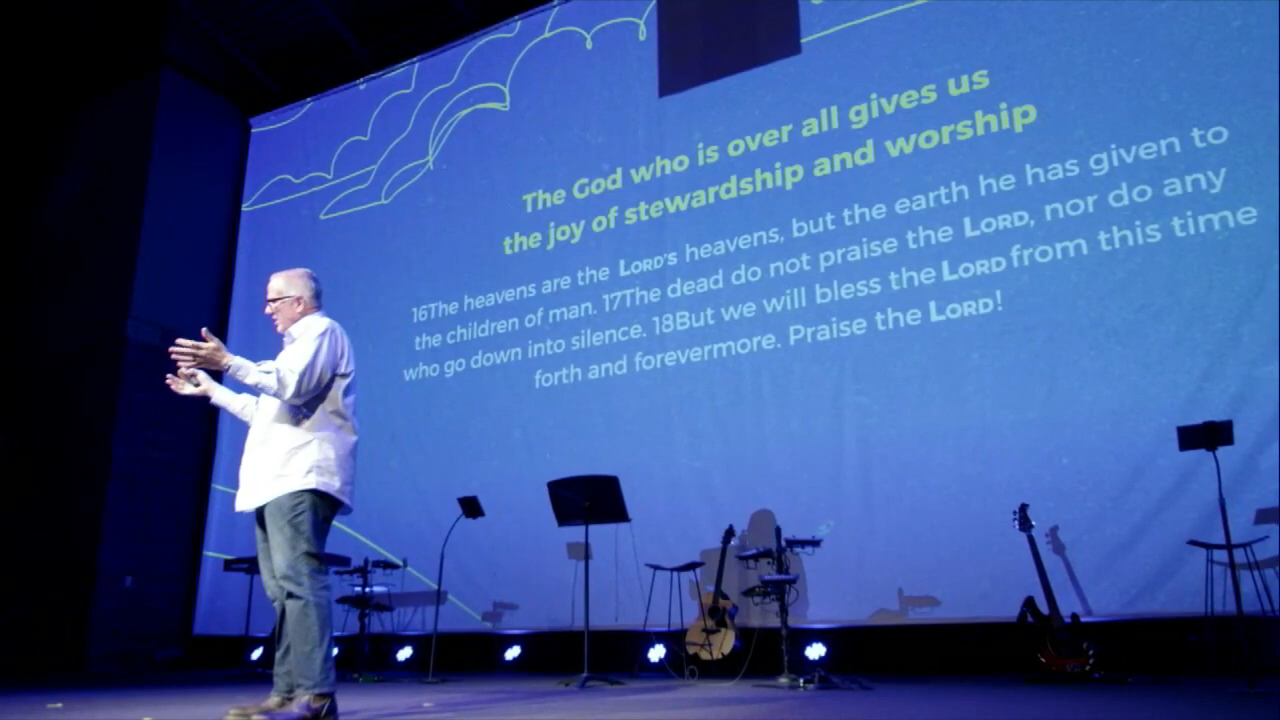 The God who is over all gives us
the joy of stewardship and worship
16The heavens are the LORD's heavens, but the earth he has given to
the children of man. 17The dead do not praise the LORD, nor do any
who go down into silence. 18But we will bless the LORD from this time
forth and forevermore. Praise the LORD!